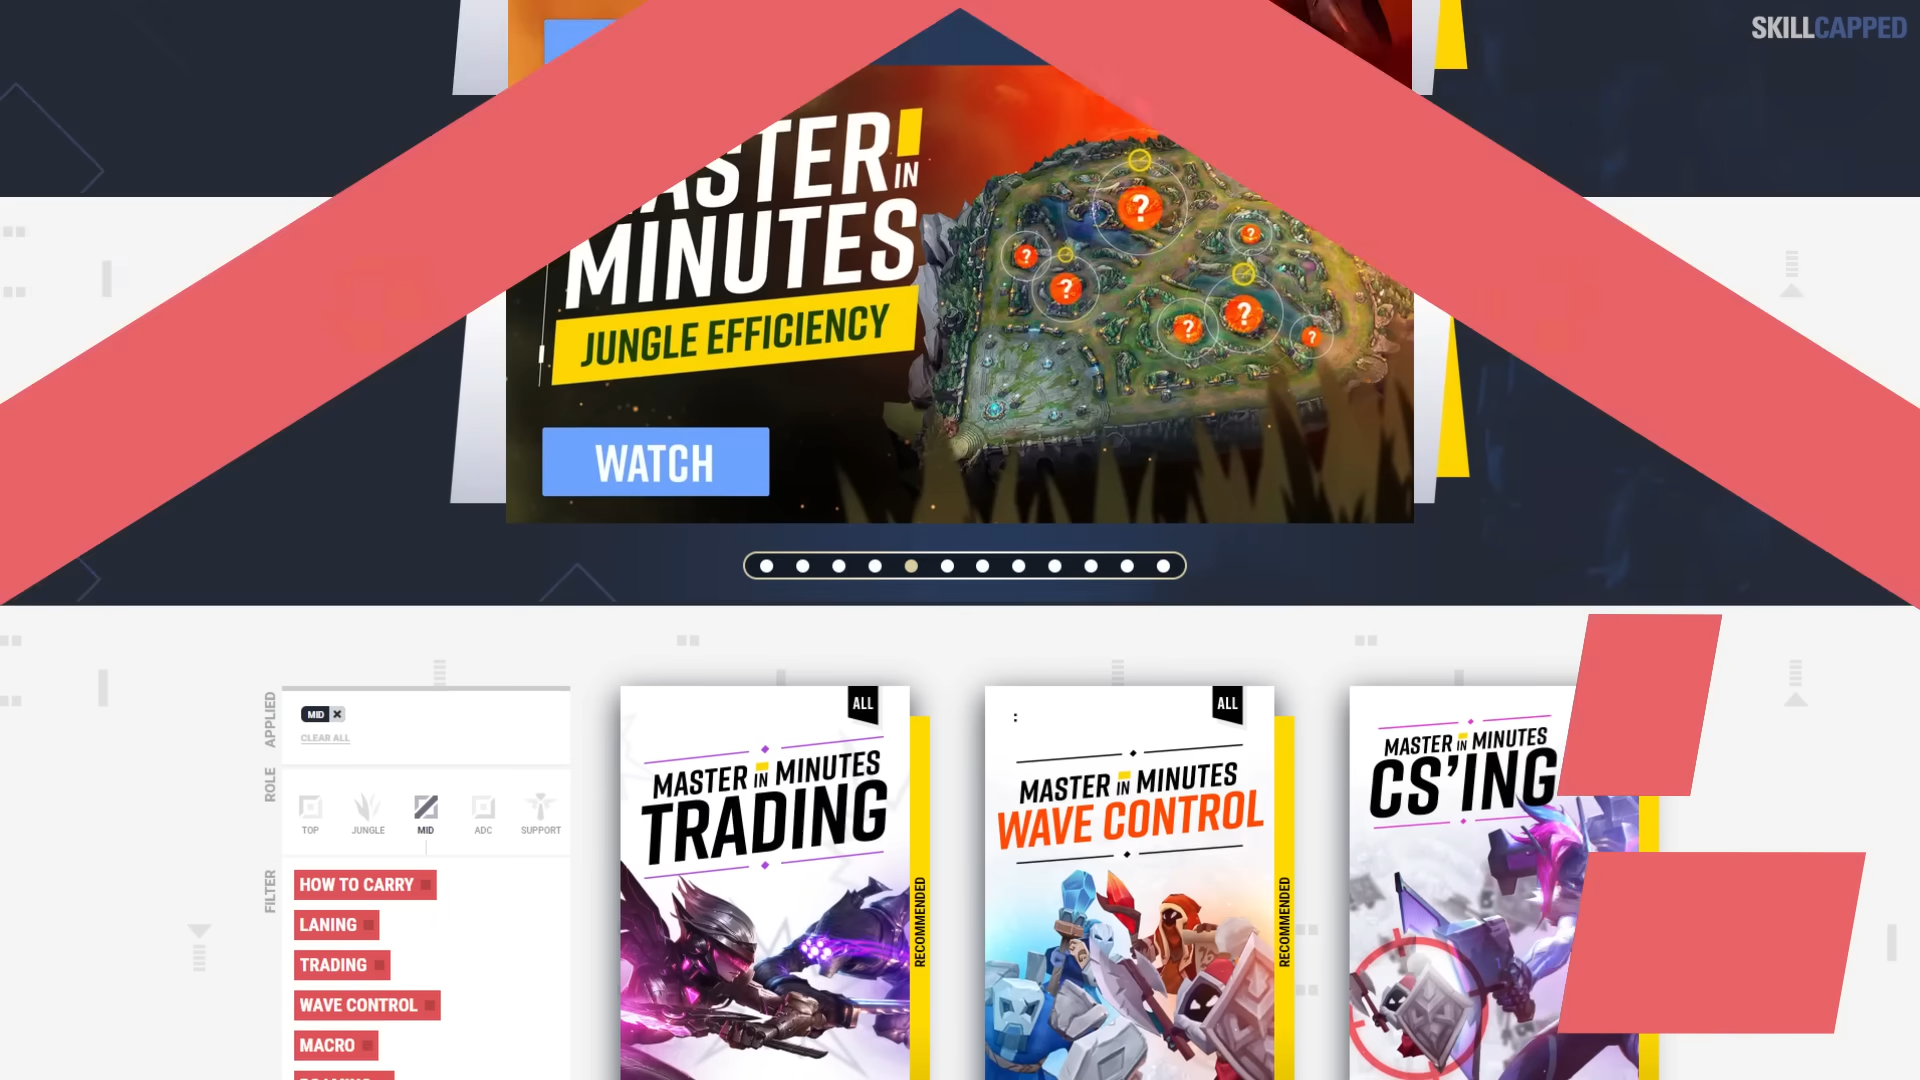 SKILLCAPPED
MASTER
IN
MINUTES
JUNGLE EFFICIENCY
? ? ? ? ? ? ?
WATCH
APPLIED
MID X
CLEAR ALL
ROLE
TOP JUNGLE MID ADC SUPPORT
FILTER
HOW TO CARRY
LANING
TRADING
WAVE CONTROL
MACRO
ALL
MASTER IN MINUTES
TRADING
RECOMMENDED
ALL
:
MASTER IN MINUTES
WAVE CONTROL
RECOMMENDED
MASTER IN MINUTES
CS'ING